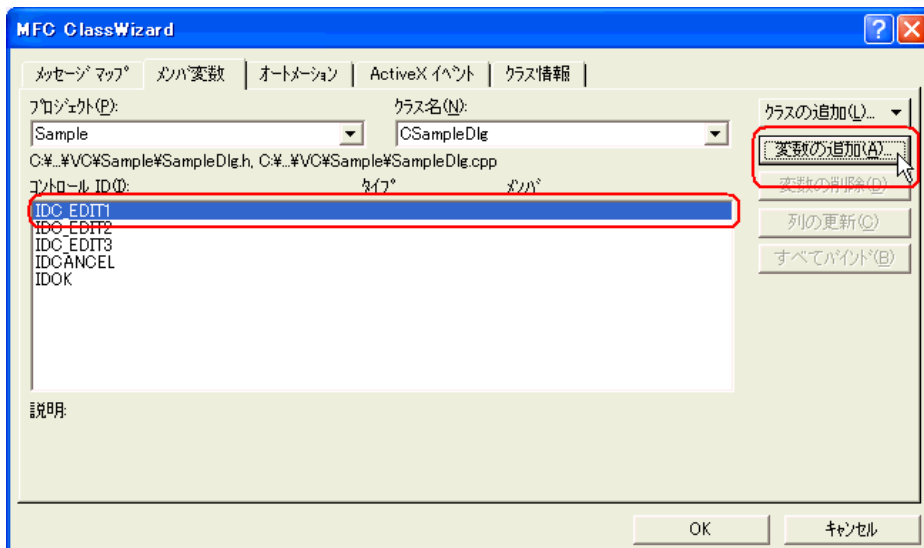 MFC ClassWizard
メッセージ マップ メンバ変数 オートメーション ActiveX イベント クラス情報
プロジェクト(P): クラス名(N):
Sample CSampleDlg
クラスの追加(L)...
C:¥...¥VC¥Sample¥SampleDlg.h, C:¥...¥VC¥Sample¥SampleDlg.cpp
変数の追加(A)...
コントロール ID(I): タイプ メンバ
変数の削除(D)
IDC_EDIT1
IDC_EDIT2
列の更新(C)
IDC_EDIT3
IDCANCEL
すべてバインド(B)
IDOK
説明:
OK キャンセル